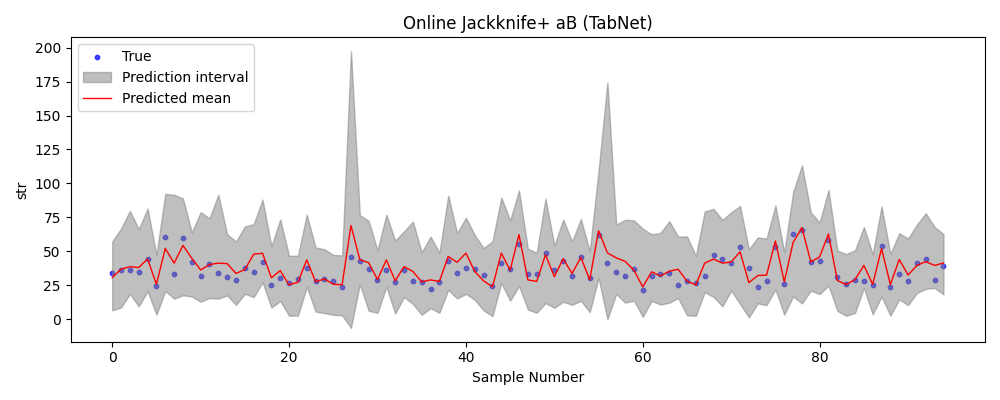 Online Jackknife+ aB (TabNet)
True
Prediction interval
Predicted mean
str
200
175
150
125
100
75
50
25
0
0 20 40 60 80
Sample Number